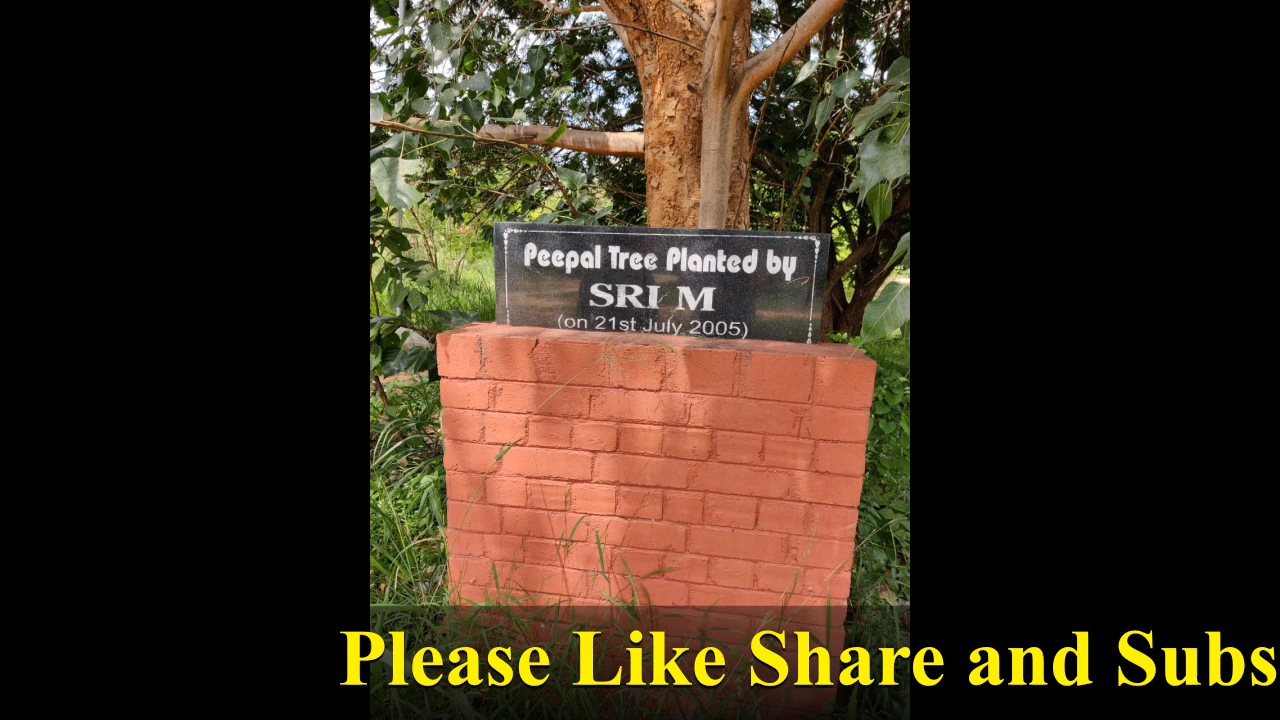 Peepal Tree Planted by
SRI M
(on 21st July 2005)
Please Like Share and Subs